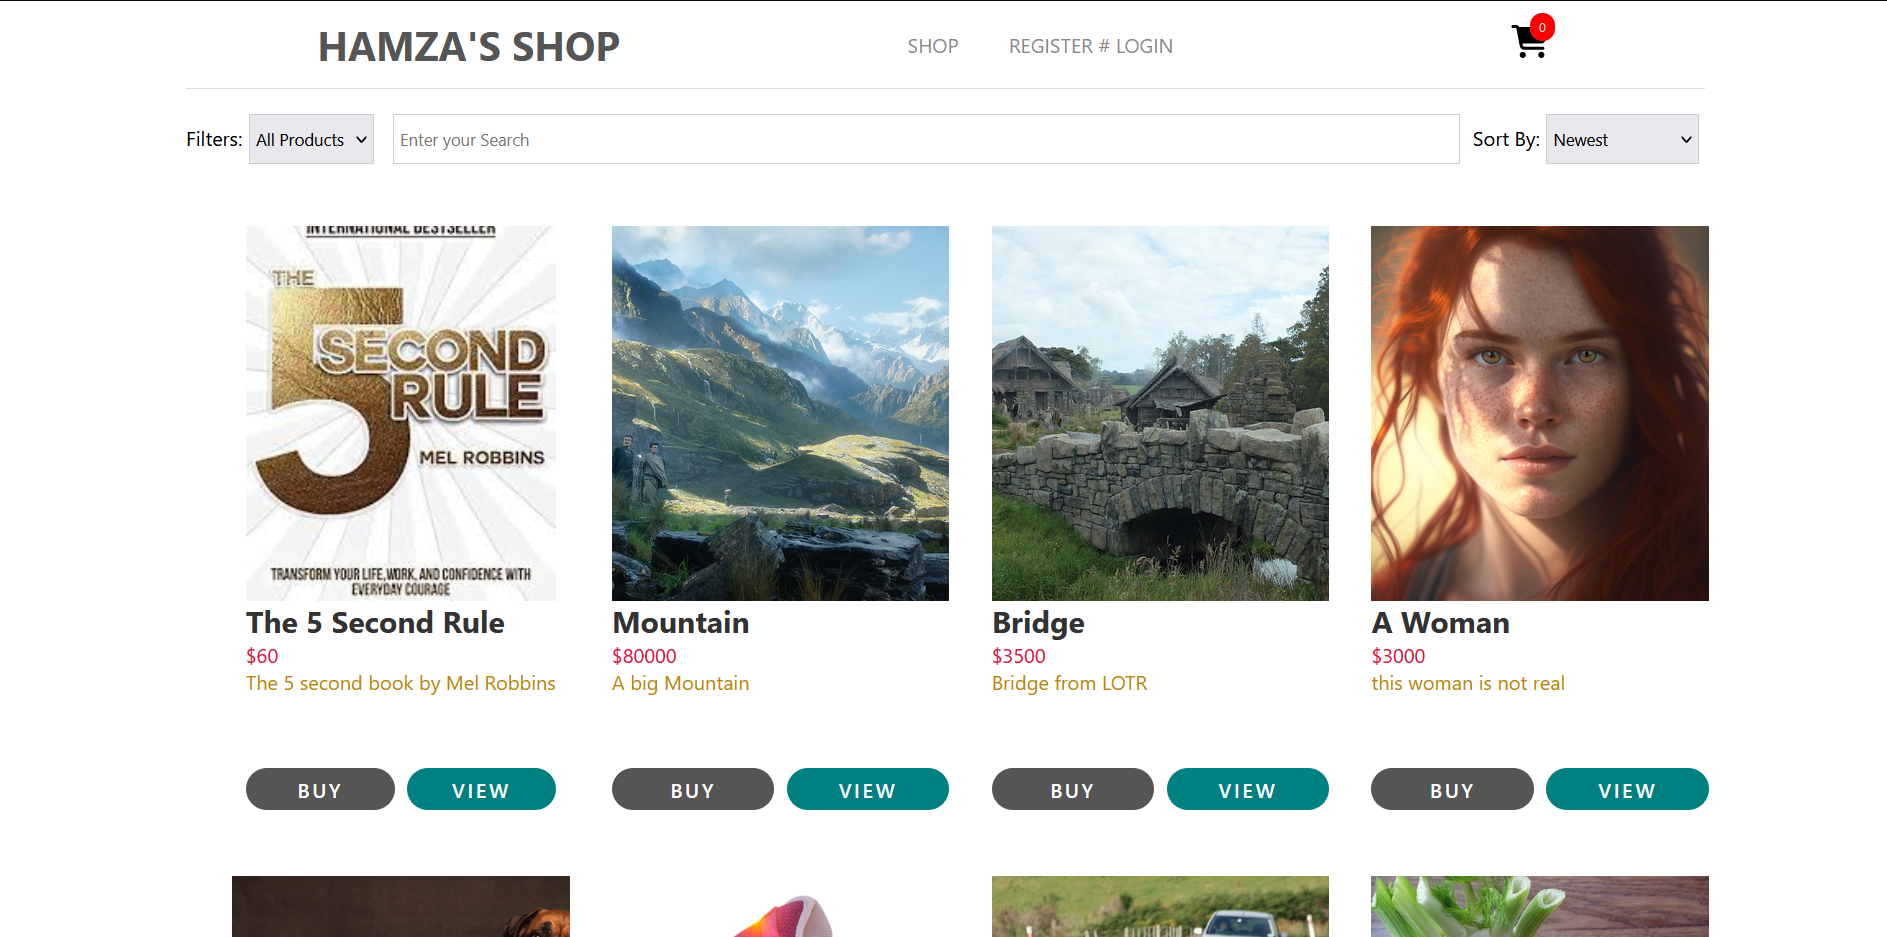 HAMZA'S SHOP
SHOP
REGISTER # LOGIN
0
Filters:
All Products
Enter your Search
Sort By:
Newest
INTERNATIONAL BESTSELLER
THE
5
SECOND
RULE
MEL ROBBINS
TRANSFORM YOUR LIFE, WORK, AND CONFIDENCE WITH
EVERYDAY COURAGE
The 5 Second Rule
$60
The 5 second book by Mel Robbins
BUY
VIEW
Mountain
$80000
A big Mountain
BUY
VIEW
Bridge
$3500
Bridge from LOTR
BUY
VIEW
A Woman
$3000
this woman is not real
BUY
VIEW